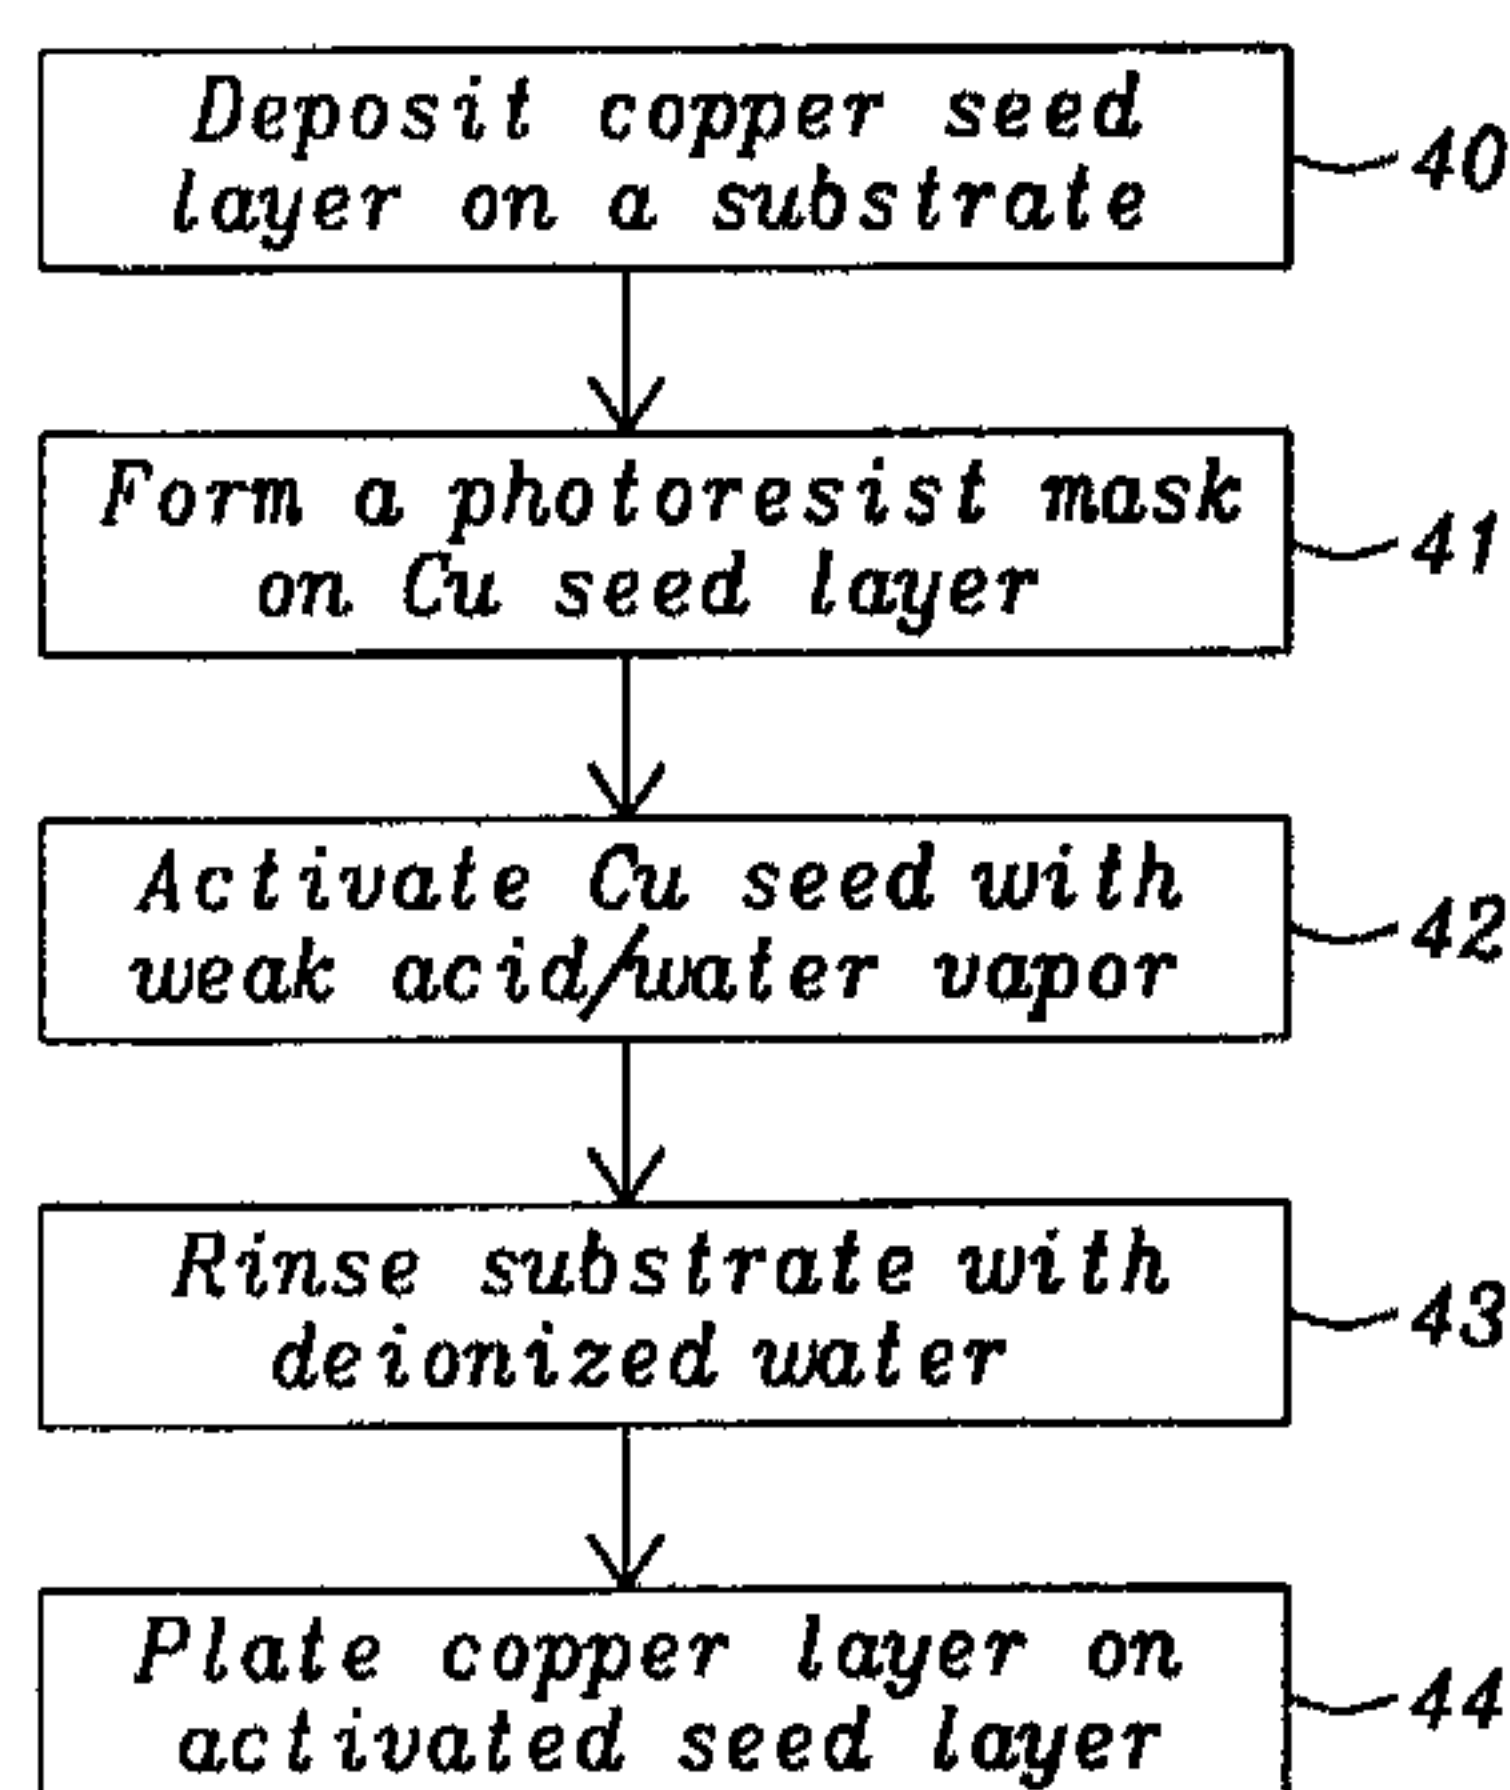 Deposit copper seed
layer on a substrate
40
Form a photoresist mask
on Cu seed layer
41
Activate Cu seed with
weak acid/water vapor
42
Rinse substrate with
deionized water
43
Plate copper layer on
activated seed layer
44